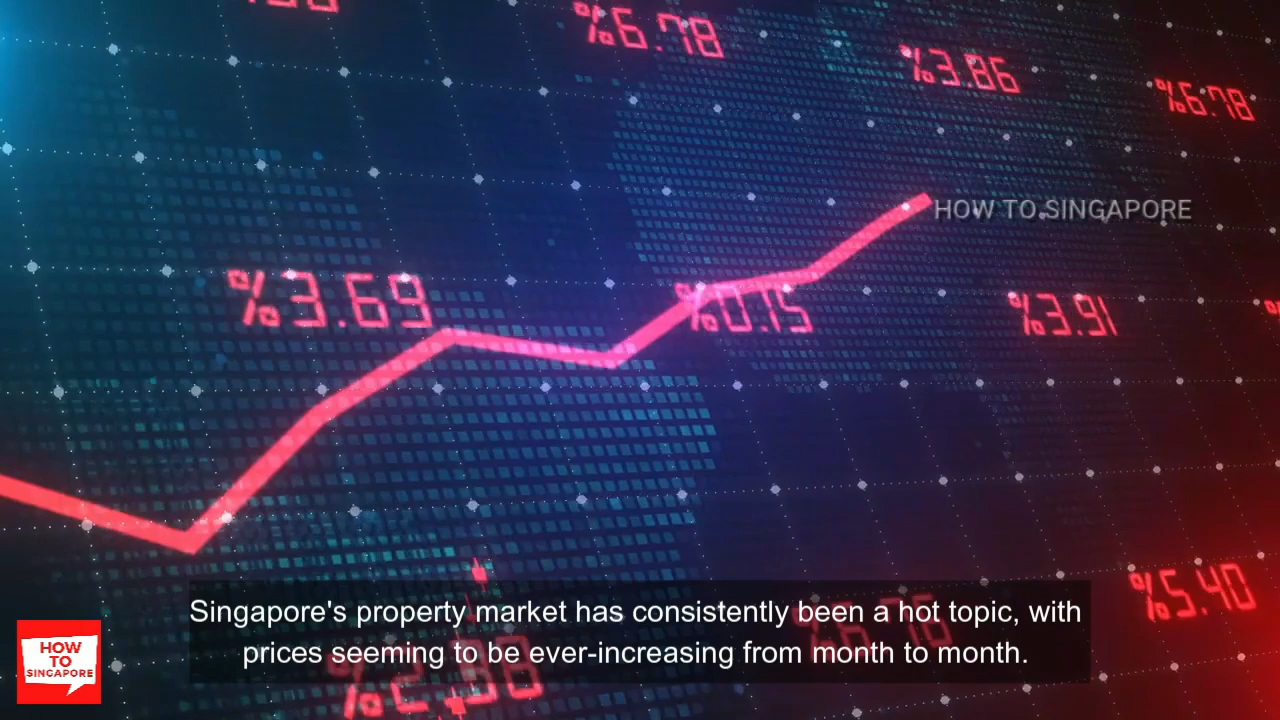 %6.78
%3.86
%6.78
HOW TO SINGAPORE
%3.69
%0.15
%3.91
%5.40
Singapore's property market has consistently been a hot topic, with
prices seeming to be ever-increasing from month to month.
HOW
TO
SINGAPORE